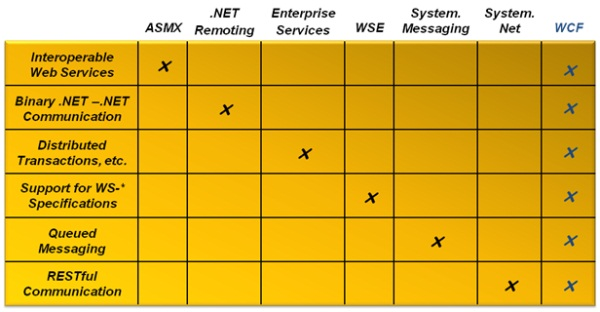 ASMX
.NET
Remoting
Enterprise
Services
WSE
System.
Messaging
System.
Net
WCF
Interoperable
Web Services
X X
Binary .NET –.NET
Communication
X X
Distributed
Transactions, etc.
X X
Support for WS-*
Specifications
X X
Queued
Messaging
X X
RESTful
Communication
X X